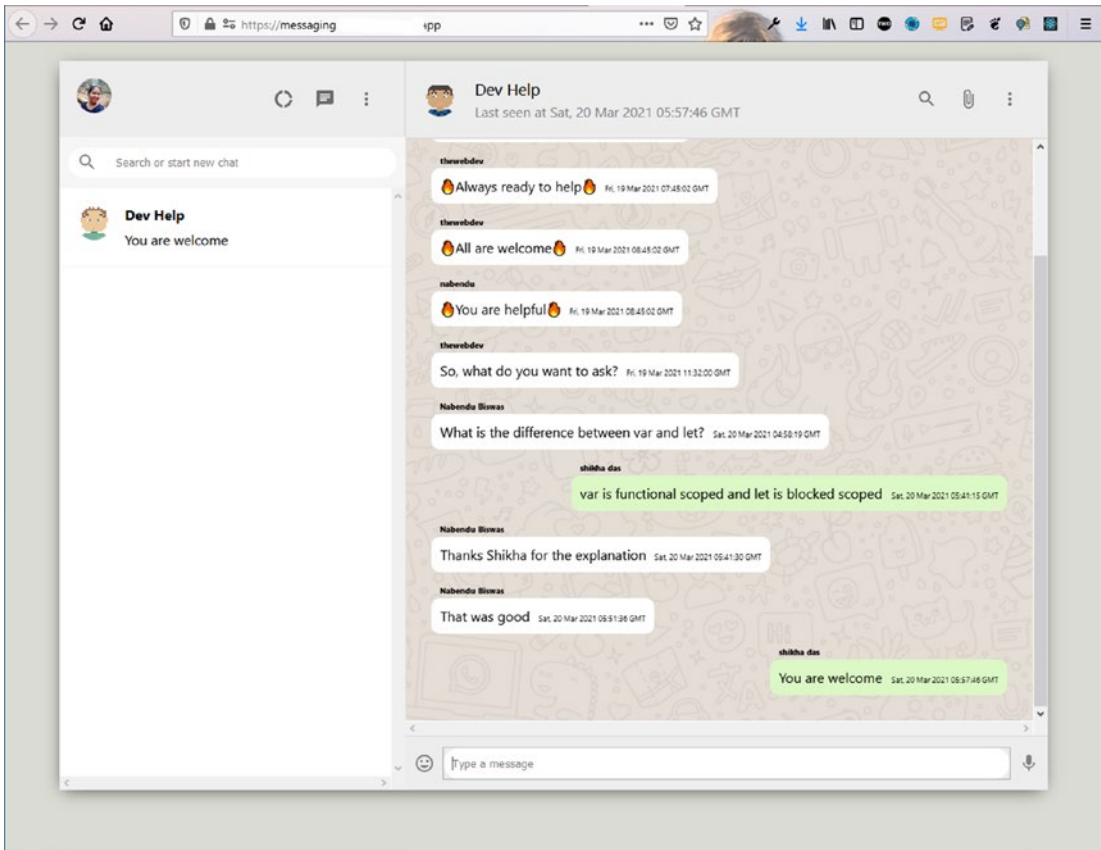 https://messaging
app
Dev Help
Last seen at Sat, 20 Mar 2021 05:57:46 GMT
Search or start new chat
Dev Help
You are welcome
thewebdev
🔥Always ready to help🔥 Fri, 19 Mar 2021 07:45:02 GMT
thewebdev
🔥All are welcome🔥 Fri, 19 Mar 2021 08:45:02 GMT
nabendu
🔥You are helpful🔥 Fri, 19 Mar 2021 08:45:02 GMT
thewebdev
So, what do you want to ask? Fri, 19 Mar 2021 11:32:00 GMT
Nabendu Biswas
What is the difference between var and let? Sat, 20 Mar 2021 04:58:19 GMT
shikha das
var is functional scoped and let is blocked scoped Sat, 20 Mar 2021 05:41:15 GMT
Nabendu Biswas
Thanks Shikha for the explanation Sat, 20 Mar 2021 05:41:30 GMT
Nabendu Biswas
That was good Sat, 20 Mar 2021 05:51:36 GMT
shikha das
You are welcome Sat, 20 Mar 2021 05:57:46 GMT
Type a message